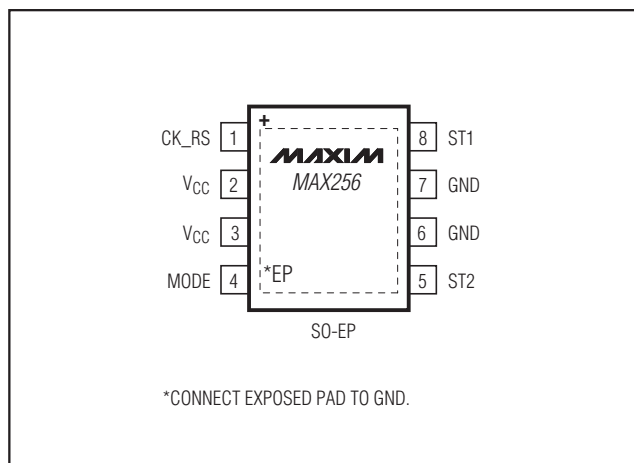 CK_RS 1 + 8 ST1
MAXIM
MAX256
VCC 2 7 GND
VCC 3 6 GND
MODE 4 *EP 5 ST2
SO-EP
*CONNECT EXPOSED PAD TO GND.